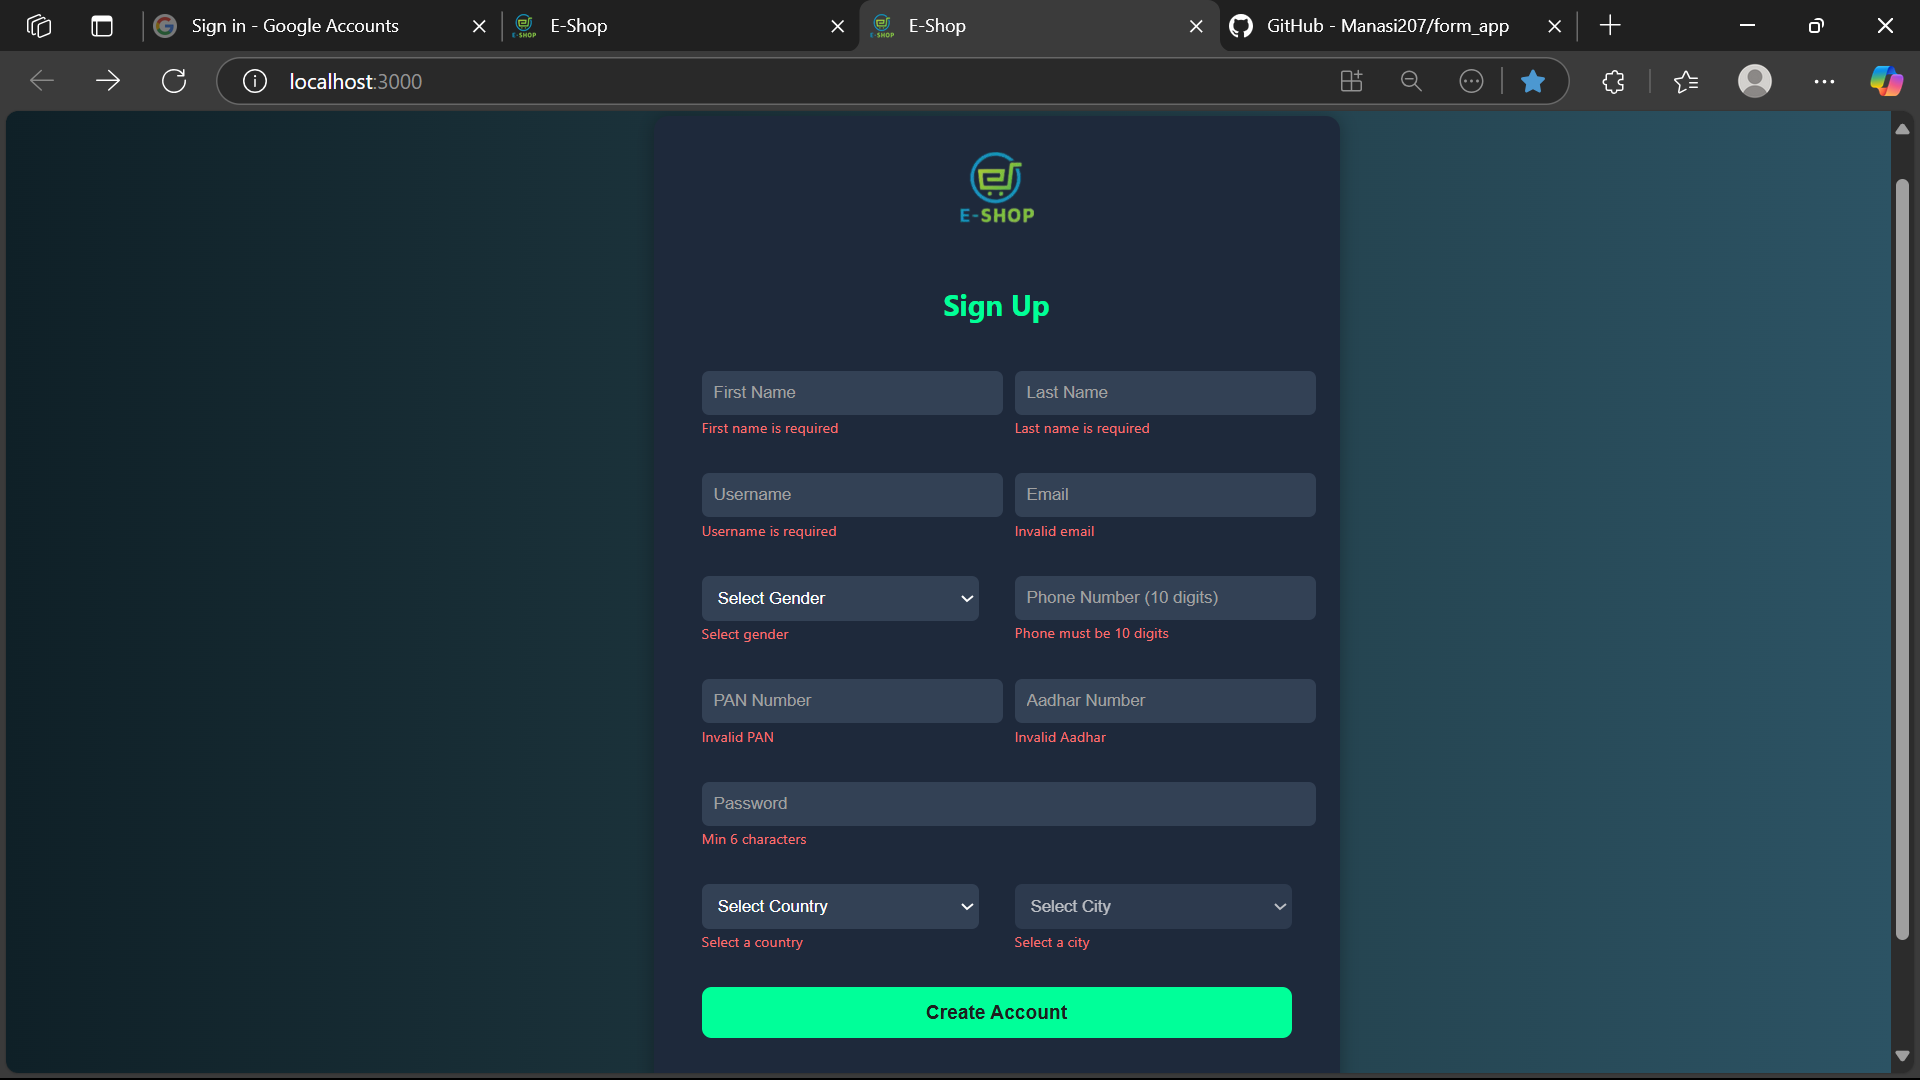 Sign in - Google Accounts
E-Shop
E-Shop
GitHub - Manasi207/form_app
localhost:3000
E-SHOP
Sign Up
First Name Last Name
First name is required Last name is required
Username Email
Username is required Invalid email
Select Gender Phone Number (10 digits)
Select gender Phone must be 10 digits
PAN Number Aadhar Number
Invalid PAN Invalid Aadhar
Password
Min 6 characters
Select Country Select City
Select a country Select a city
Create Account